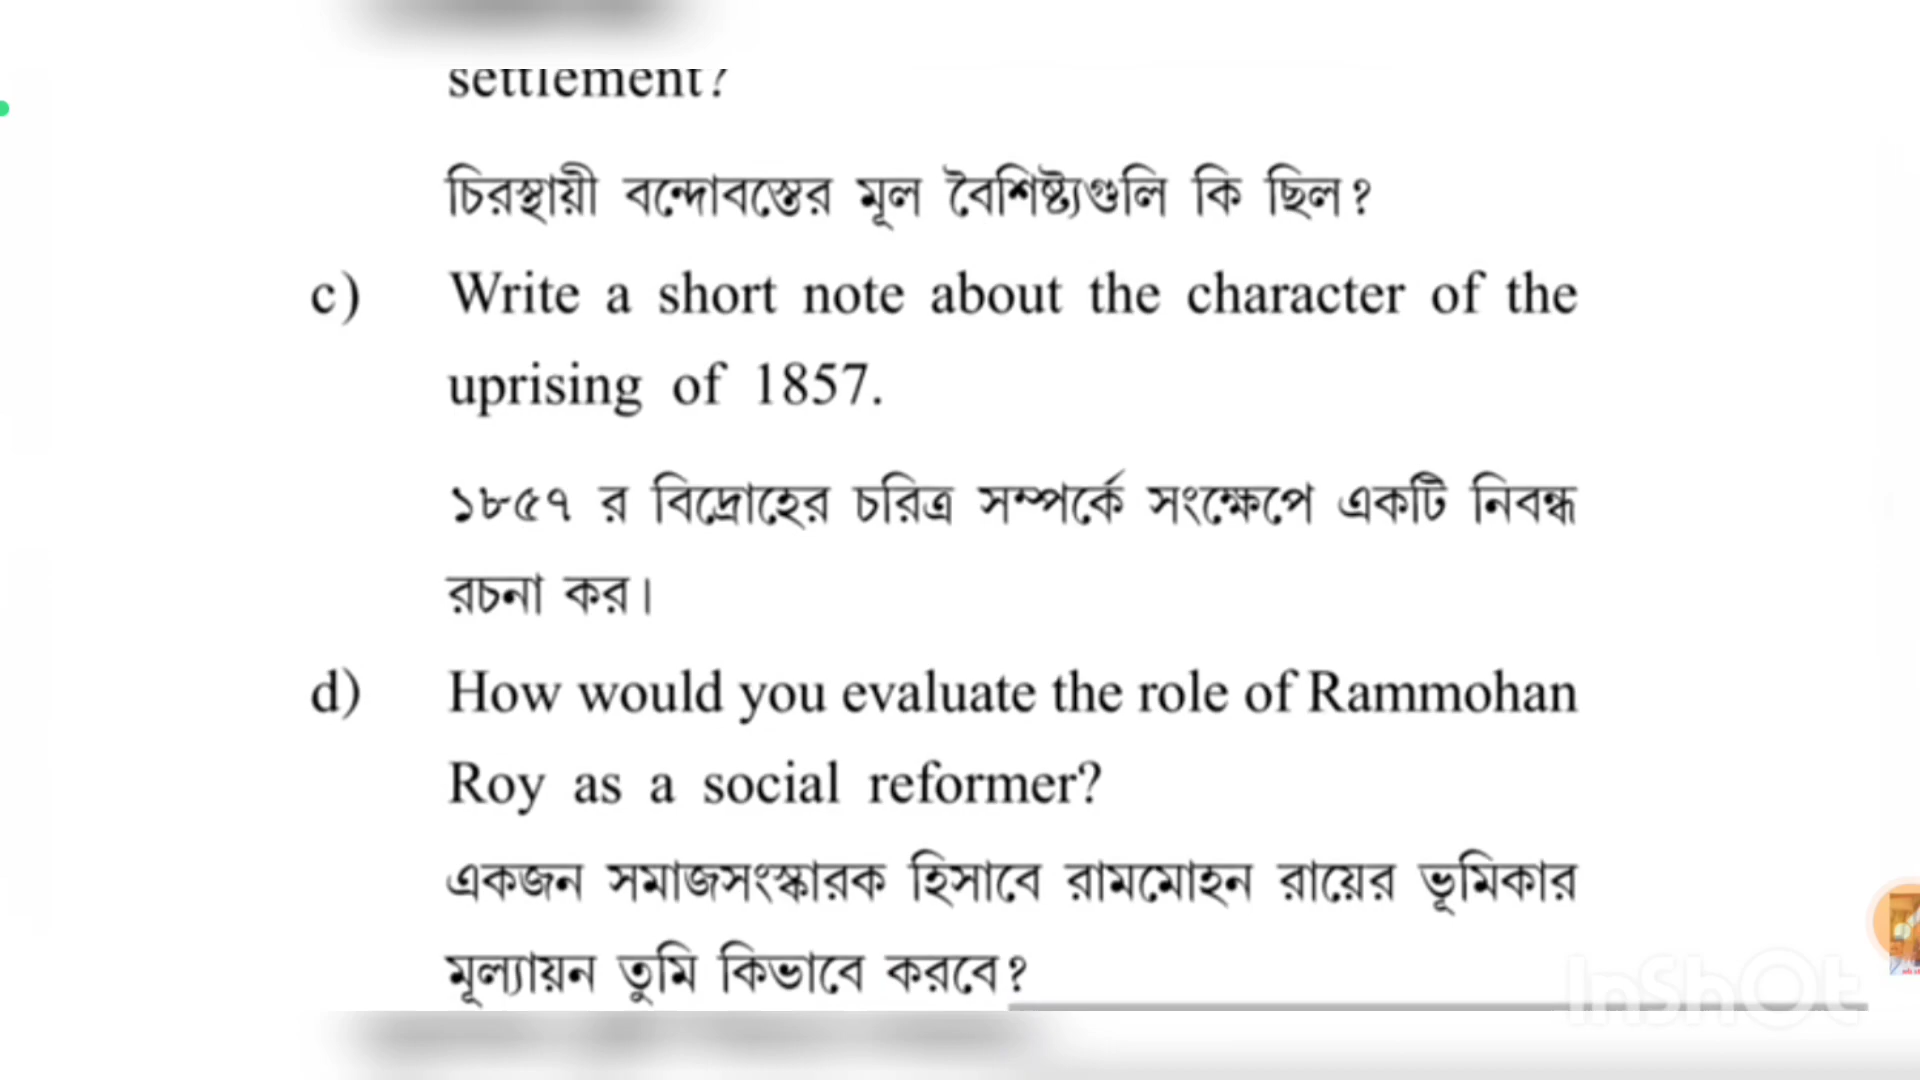 settlement?
চিরস্থায়ী বন্দোবস্তের মূল বৈশিষ্ট্যগুলি কি ছিল?
c) Write a short note about the character of the
uprising of 1857.
১৮৫৭ র বিদ্রোহের চরিত্র সম্পর্কে সংক্ষেপে একটি নিবন্ধ
রচনা কর।
d) How would you evaluate the role of Rammohan
Roy as a social reformer?
একজন সমাজসংস্কারক হিসাবে রামমোহন রায়ের ভূমিকার
মূল্যায়ন তুমি কিভাবে করবে?
InShOt